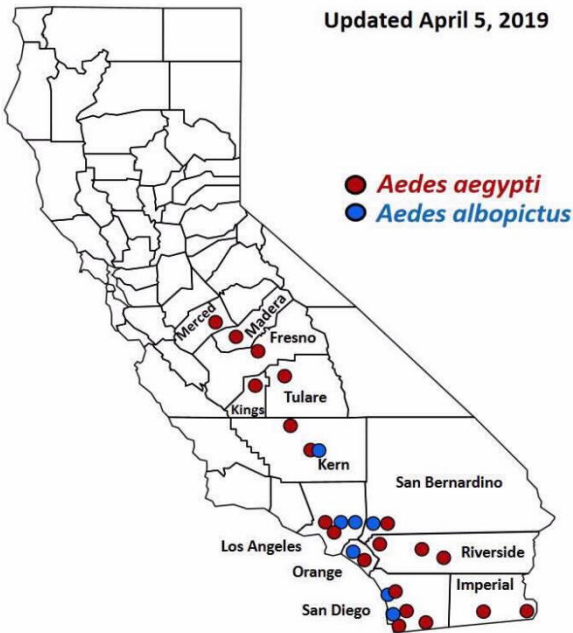 Updated April 5, 2019
Aedes aegypti
Aedes albopictus
Merced
Madera
Fresno
Tulare
Kings
Kern
San Bernardino
Los Angeles
Orange
Riverside
Imperial
San Diego